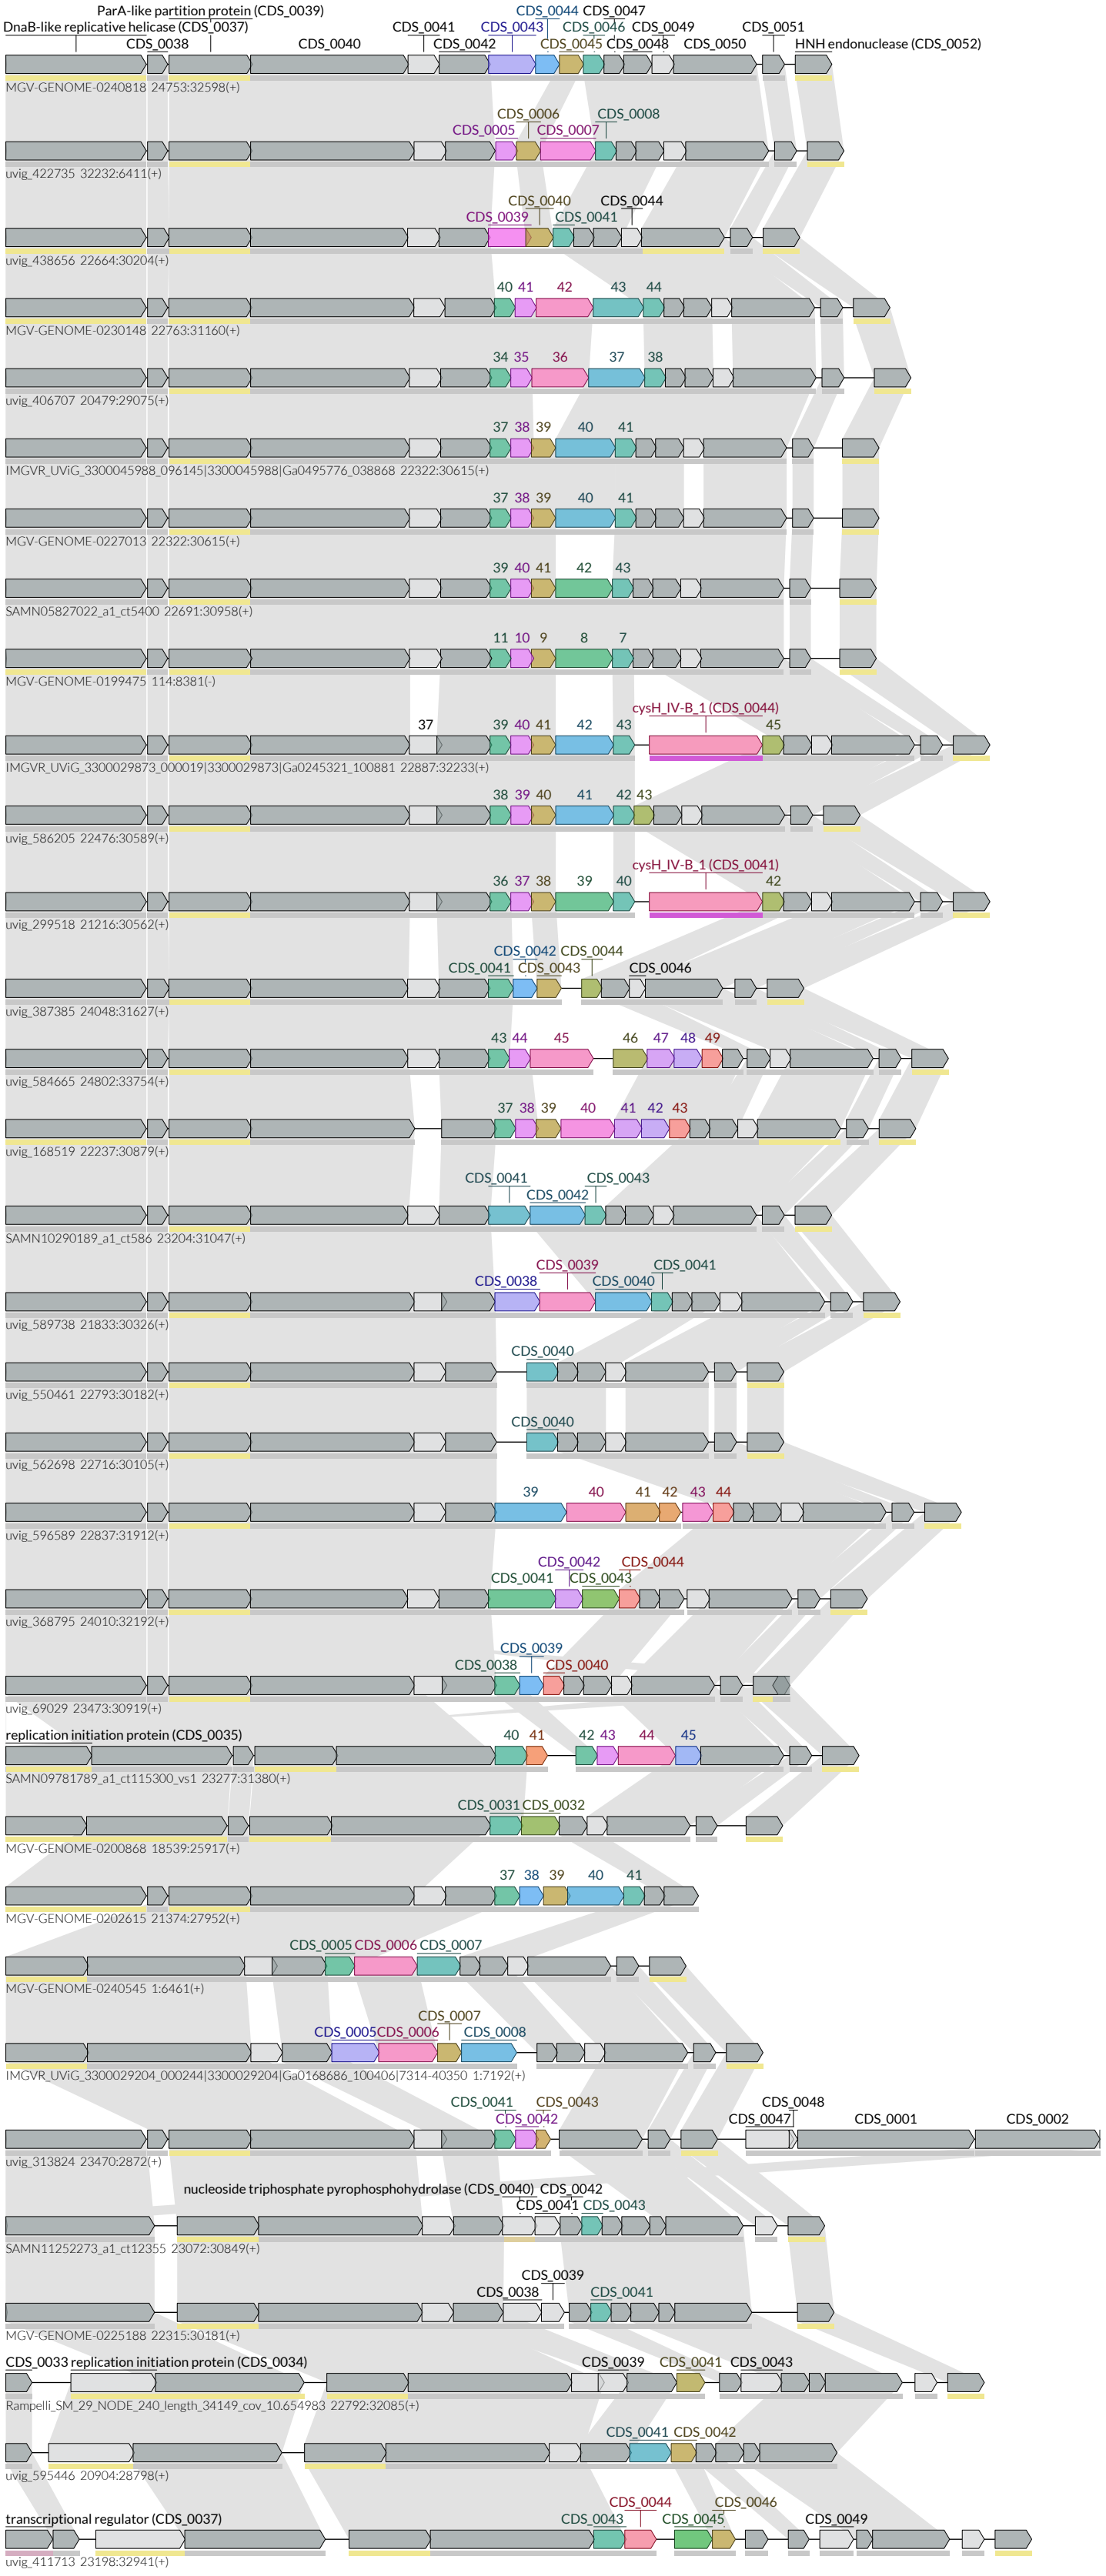 ParA-like partition protein (CDS_0039) CDS_0044 CDS_0047
DnaB-like replicative helicase (CDS_0037) CDS_0041 CDS_0043 CDS_0046 CDS_0049 CDS_0051
CDS_0038 CDS_0040 CDS_0042 CDS_0045 CDS_0048 CDS_0050 HNH endonuclease (CDS_0052)
MGV-GENOME-0240818 24753:32598(+)
CDS_0006 CDS_0008
CDS_0005 CDS_0007
uvig_422735 32232:6411(+)
CDS_0040 CDS_0044
CDS_0039 CDS_0041
uvig_438656 22664:30204(+)
40 41 42 43 44
MGV-GENOME-0230148 22763:31160(+)
34 35 36 37 38
uvig_406707 20479:29075(+)
37 38 39 40 41
IMGVR_UViG_3300045988_096145|3300045988|Ga0495776_038868 22322:30615(+)
37 38 39 40 41
MGV-GENOME-0227013 22322:30615(+)
39 40 41 42 43
SAMN05827022_a1_ct5400 22691:30958(+)
11 10 9 8 7
MGV-GENOME-0199475 114:8381(-)
cysH_IV-B_1 (CDS_0044)
37 39 40 41 42 43 45
IMGVR_UViG_3300029873_000019|3300029873|Ga0245321_100881 22887:32233(+)
38 39 40 41 42 43
uvig_586205 22476:30589(+)
cysH_IV-B_1 (CDS_0041)
36 37 38 39 40 42
uvig_299518 21216:30562(+)
CDS_0042 CDS_0044
CDS_0041 CDS_0043 CDS_0046
uvig_387385 24048:31627(+)
43 44 45 46 47 48 49
uvig_584665 24802:33754(+)
37 38 39 40 41 42 43
uvig_168519 22237:30879(+)
CDS_0041 CDS_0043
CDS_0042
SAMN10290189_a1_ct586 23204:31047(+)
CDS_0039 CDS_0041
CDS_0038 CDS_0040
uvig_589738 21833:30326(+)
CDS_0040
uvig_550461 22793:30182(+)
CDS_0040
uvig_562698 22716:30105(+)
39 40 41 42 43 44
uvig_596589 22837:31912(+)
CDS_0042 CDS_0044
CDS_0041 CDS_0043
uvig_368795 24010:32192(+)
CDS_0039
CDS_0038 CDS_0040
uvig_69029 23473:30919(+)
replication initiation protein (CDS_0035) 40 41 42 43 44 45
SAMN09781789_a1_ct115300_vs1 23277:31380(+)
CDS_0031 CDS_0032
MGV-GENOME-0200868 18539:25917(+)
37 38 39 40 41
MGV-GENOME-0202615 21374:27952(+)
CDS_0005 CDS_0006 CDS_0007
MGV-GENOME-0240545 1:6461(+)
CDS_0007
CDS_0005 CDS_0006 CDS_0008
IMGVR_UViG_3300029204_000244|3300029204|Ga0168686_100406|7314-40350 1:7192(+)
CDS_0041 CDS_0043 CDS_0048
CDS_0042 CDS_0047 CDS_0001 CDS_0002
uvig_313824 23470:2872(+)
nucleoside triphosphate pyrophosphohydrolase (CDS_0040) CDS_0042
CDS_0041 CDS_0043
SAMN11252273_a1_ct12355 23072:30849(+)
CDS_0039
CDS_0038 CDS_0041
MGV-GENOME-0225188 22315:30181(+)
CDS_0033 replication initiation protein (CDS_0034) CDS_0039 CDS_0041 CDS_0043
Rampelli_SM_29_NODE_240_length_34149_cov_10.654983 22792:32085(+)
CDS_0041 CDS_0042
uvig_595446 20904:28798(+)
CDS_0044 CDS_0046
transcriptional regulator (CDS_0037) CDS_0043 CDS_0045 CDS_0049
uvig_411713 23198:32941(+)